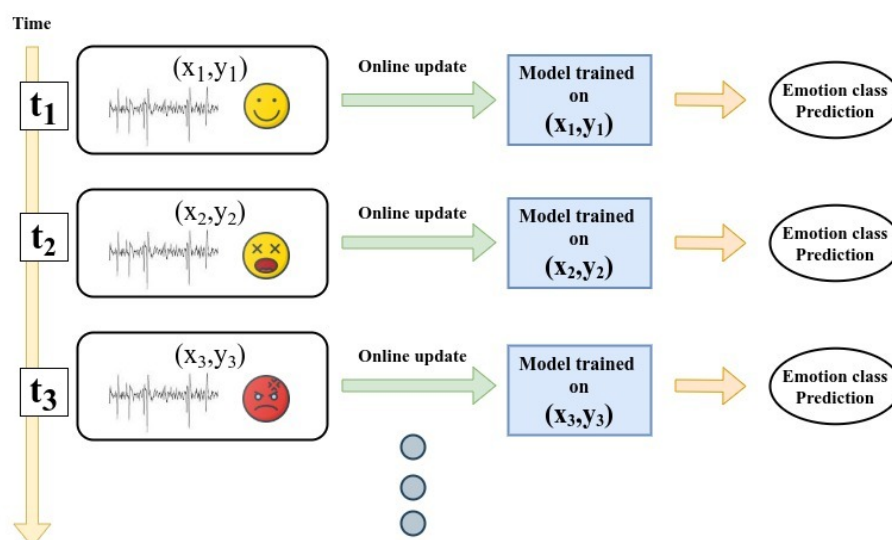 Time
t₁
(x₁,y₁)
Online update
Model trained
on
(x₁,y₁)
Emotion class
Prediction
t₂
(x₂,y₂)
Online update
Model trained
on
(x₂,y₂)
Emotion class
Prediction
t₃
(x₃,y₃)
Online update
Model trained
on
(x₃,y₃)
Emotion class
Prediction